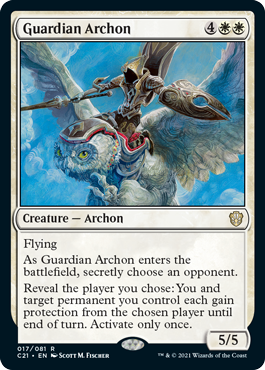 Guardian Archon 4
Creature — Archon
Flying
As Guardian Archon enters the
battlefield, secretly choose an opponent.
Reveal the player you chose: You and
target permanent you control each gain
protection from the chosen player until
end of turn. Activate only once.
5/5
017/081 R
C21 • EN Scott M. Fischer
™ & © 2021 Wizards of the Coast